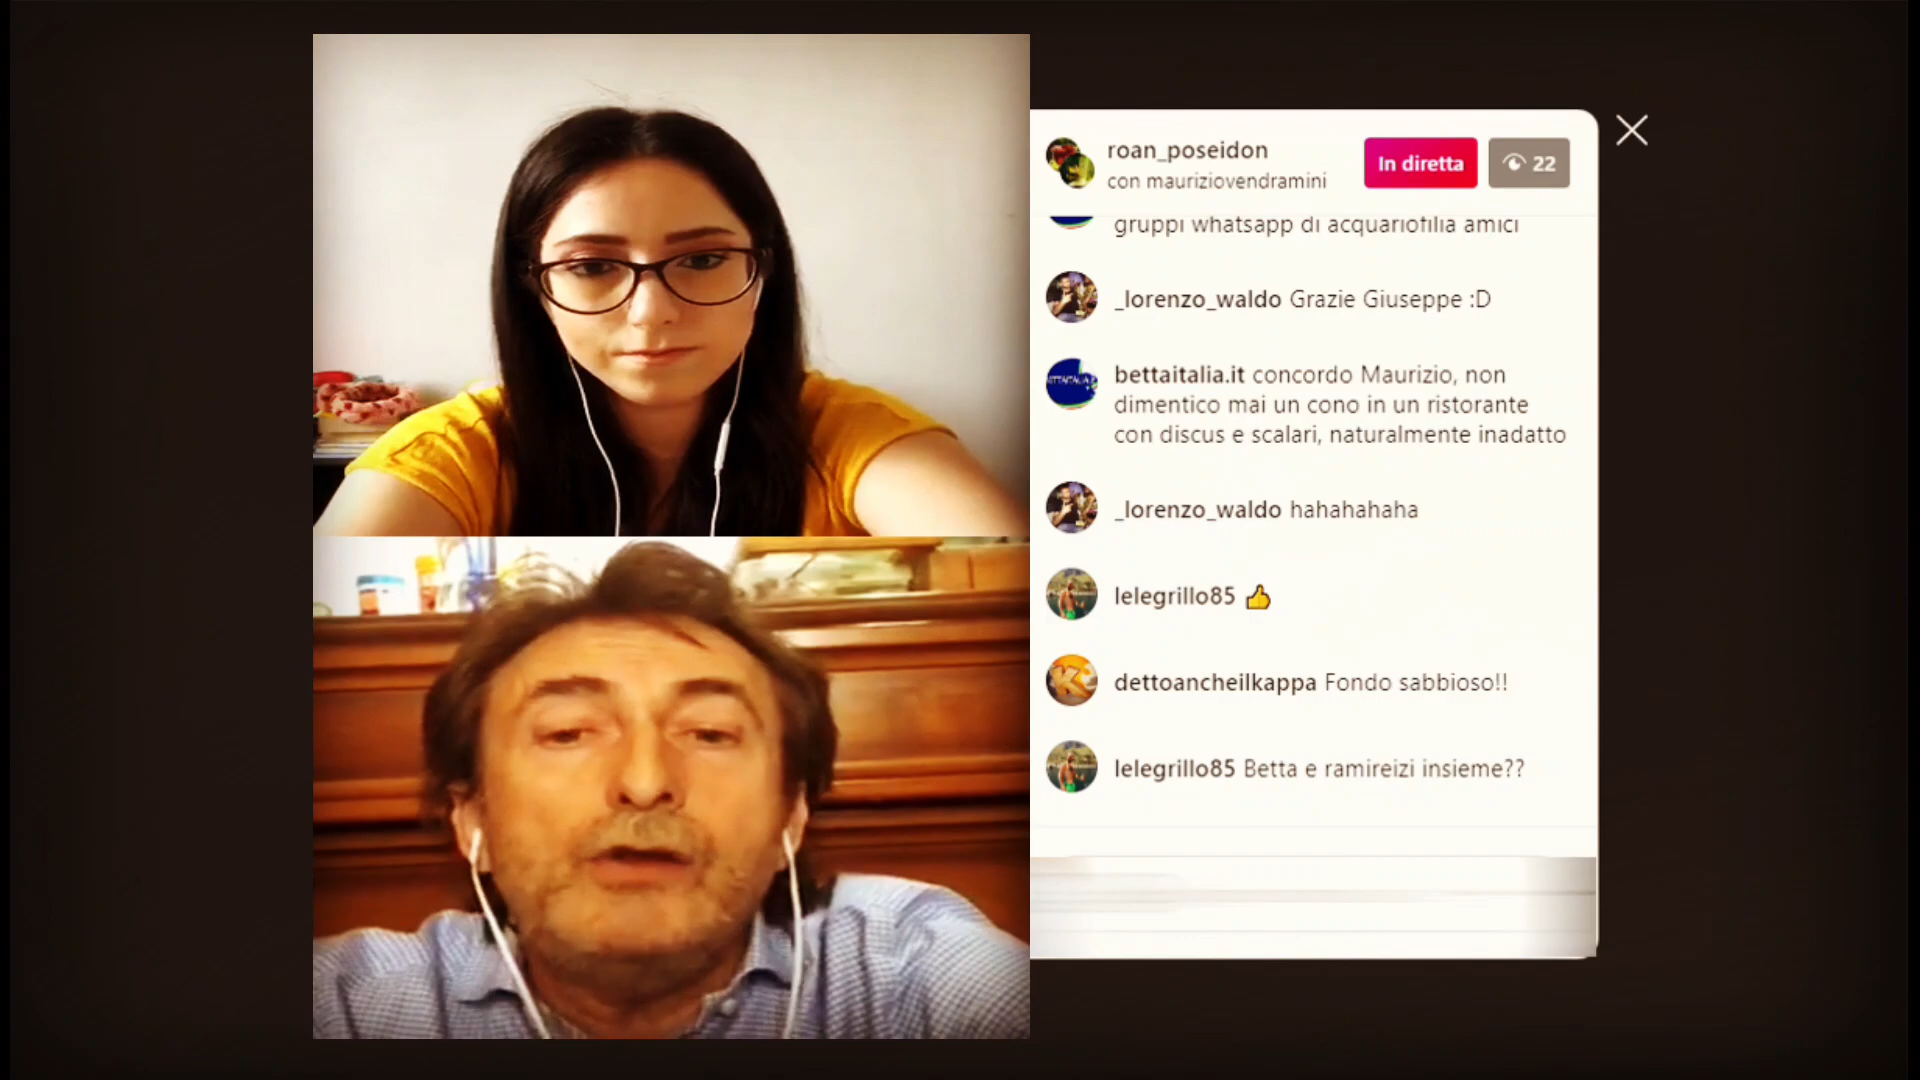 roan_poseidon
con mauriziovendramini
In diretta
22
gruppi whatsapp di acquariofilia amici
_lorenzo_waldo Grazie Giuseppe :D
bettaitalia.it concordo Maurizio, non
dimentico mai un cono in un ristorante
con discus e scalari, naturalmente inadatto
_lorenzo_waldo hahahahaha
lelegrillo85 👍
dettoancheilkappa Fondo sabbioso!!
lelegrillo85 Betta e ramireizi insieme??